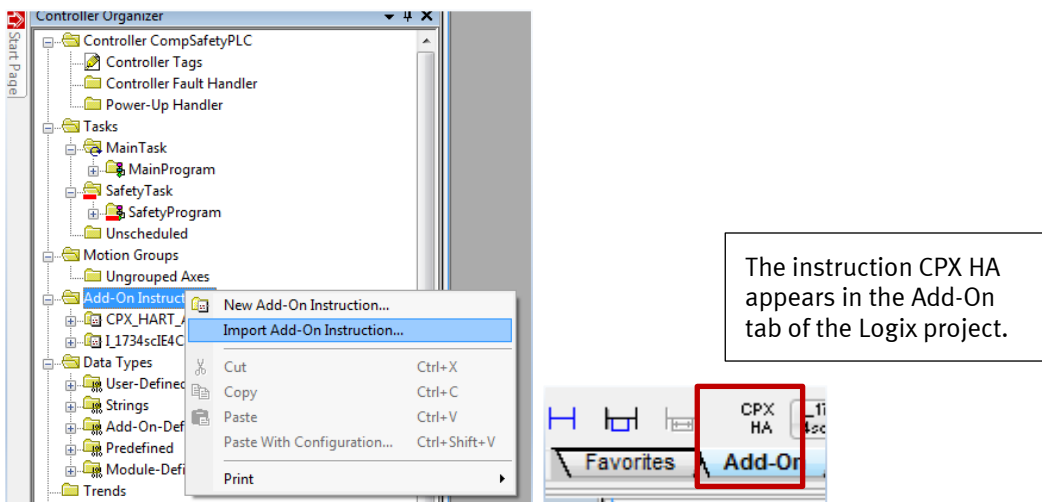 Controller Organizer
Start Page
Controller CompSafetyPLC
Controller Tags
Controller Fault Handler
Power-Up Handler
Tasks
MainTask
MainProgram
SafetyTask
SafetyProgram
Unscheduled
Motion Groups
Ungrouped Axes
Add-On Instruct
CPX_HART_
I_1734scIE4C
Data Types
User-Defined
Strings
Add-On-Def
Predefined
Module-Defi
Trends
New Add-On Instruction...
Import Add-On Instruction...
Cut Ctrl+X
Copy Ctrl+C
Paste Ctrl+V
Paste With Configuration... Ctrl+Shift+V
Print
The instruction CPX HA
appears in the Add-On
tab of the Logix project.
CPX
HA
Favorites Add-On